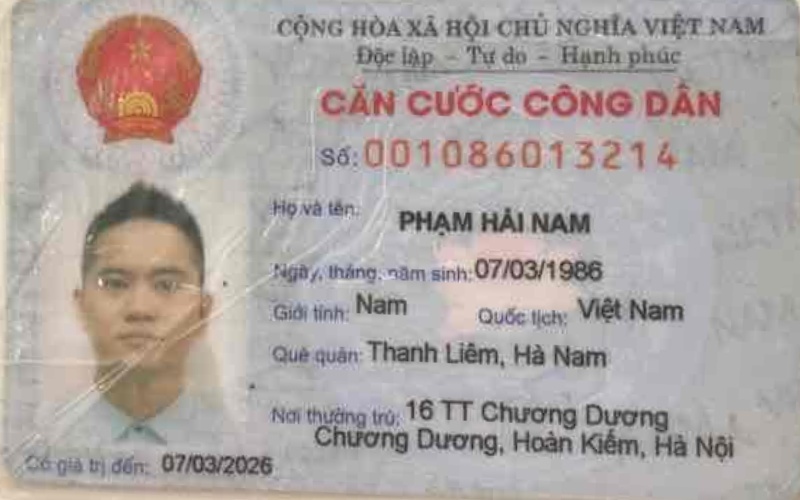 CỘNG HÒA XÃ HỘI CHỦ NGHĨA VIỆT NAM
Độc lập - Tự do - Hạnh phúc
CĂN CƯỚC CÔNG DÂN
Số: 001086013214
Họ và tên: PHẠM HẢI NAM
Ngày, tháng, năm sinh: 07/03/1986
Giới tính: Nam Quốc tịch: Việt Nam
Quê quán: Thanh Liêm, Hà Nam
Nơi thường trú: 16 TT Chương Dương
Chương Dương, Hoàn Kiếm, Hà Nội
Có giá trị đến: 07/03/2026